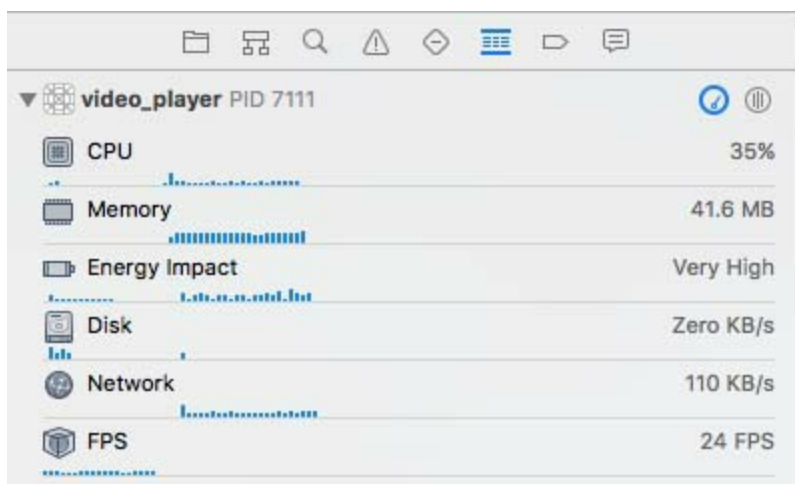 video_player PID 7111
CPU 35%
Memory 41.6 MB
Energy Impact Very High
Disk Zero KB/s
Network 110 KB/s
FPS 24 FPS